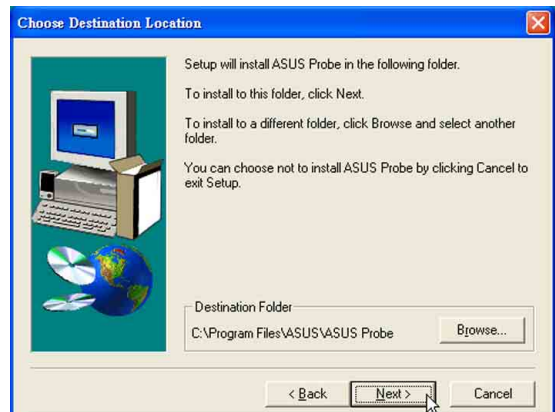 Choose Destination Location
Setup will install ASUS Probe in the following folder.
To install to this folder, click Next.
To install to a different folder, click Browse and select another
folder.
You can choose not to install ASUS Probe by clicking Cancel to
exit Setup.
Destination Folder
C:\Program Files\ASUS\ASUS Probe
Browse...
< Back
Next >
Cancel